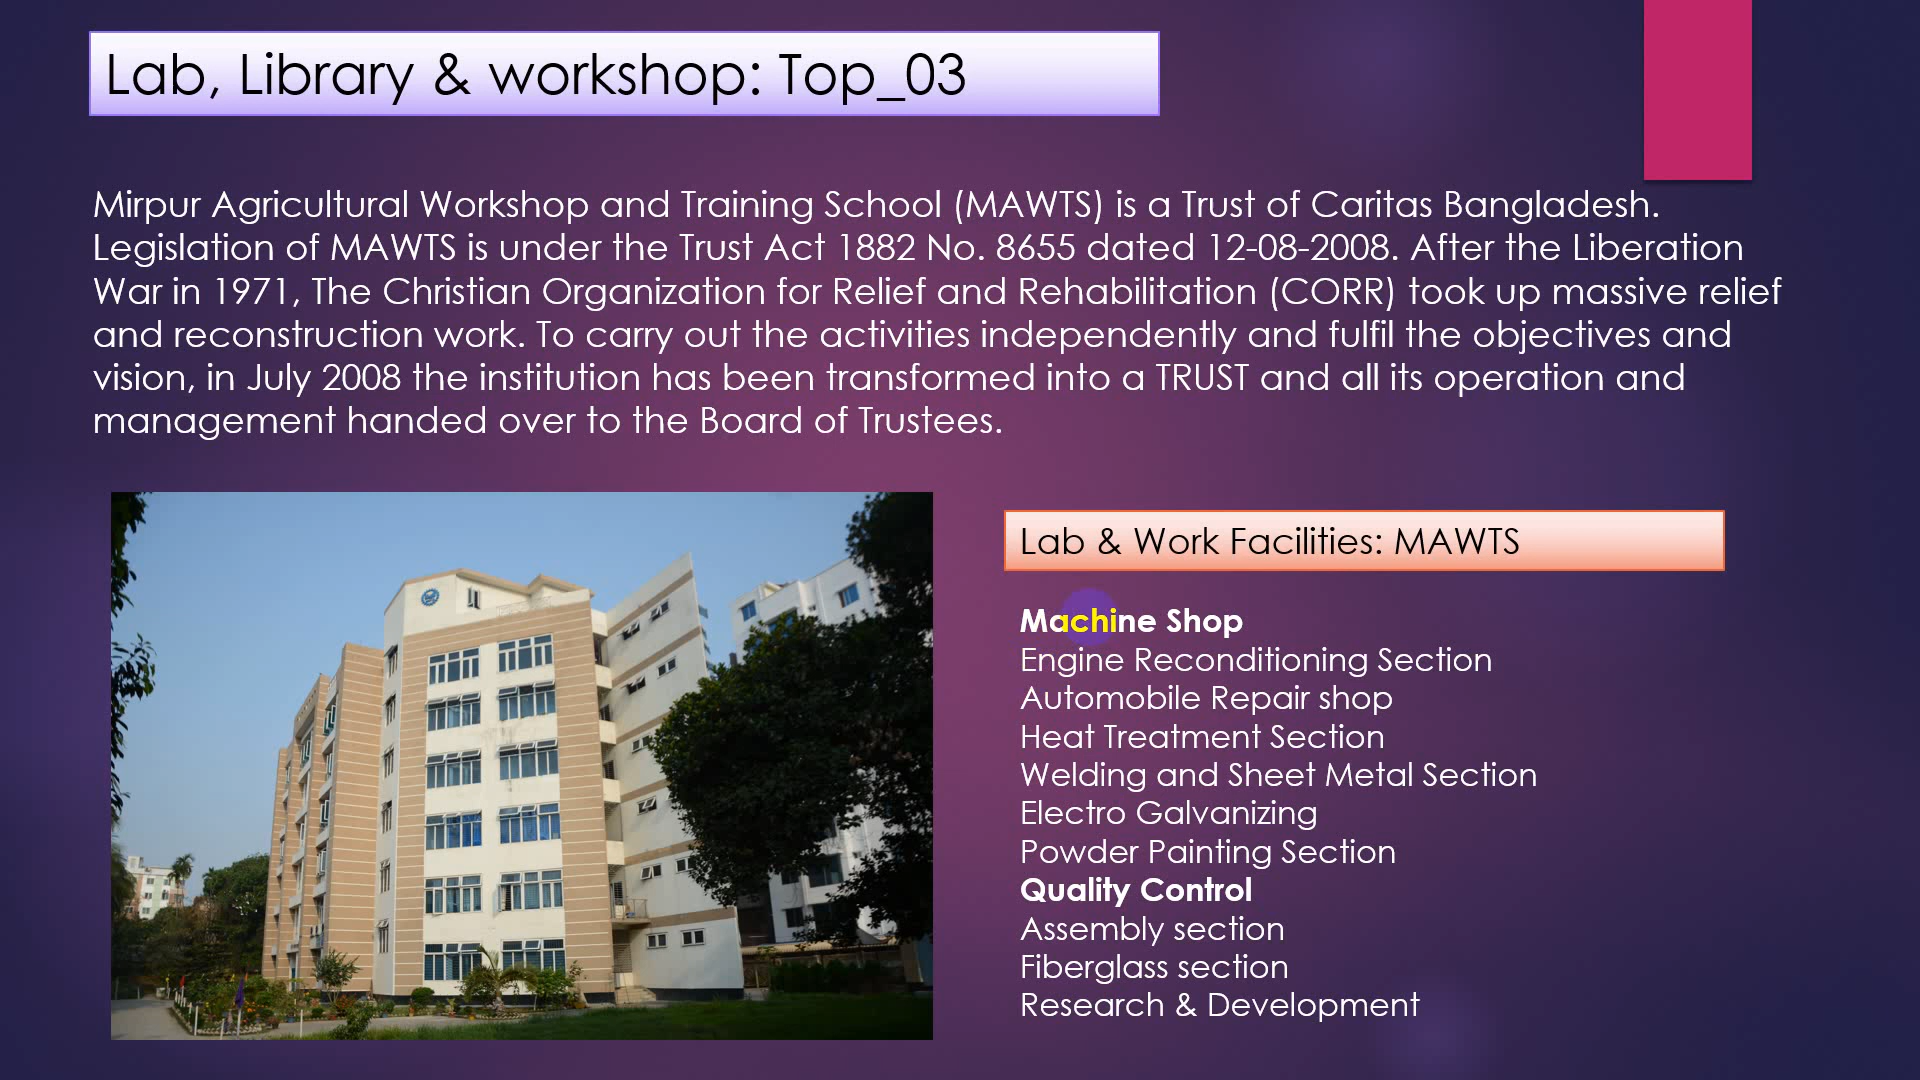 Lab, Library & workshop: Top_03
Mirpur Agricultural Workshop and Training School (MAWTS) is a Trust of Caritas Bangladesh.
Legislation of MAWTS is under the Trust Act 1882 No. 8655 dated 12-08-2008. After the Liberation
War in 1971, The Christian Organization for Relief and Rehabilitation (CORR) took up massive relief
and reconstruction work. To carry out the activities independently and fulfil the objectives and
vision, in July 2008 the institution has been transformed into a TRUST and all its operation and
management handed over to the Board of Trustees.
Lab & Work Facilities: MAWTS
Machine Shop
Engine Reconditioning Section
Automobile Repair shop
Heat Treatment Section
Welding and Sheet Metal Section
Electro Galvanizing
Powder Painting Section
Quality Control
Assembly section
Fiberglass section
Research & Development